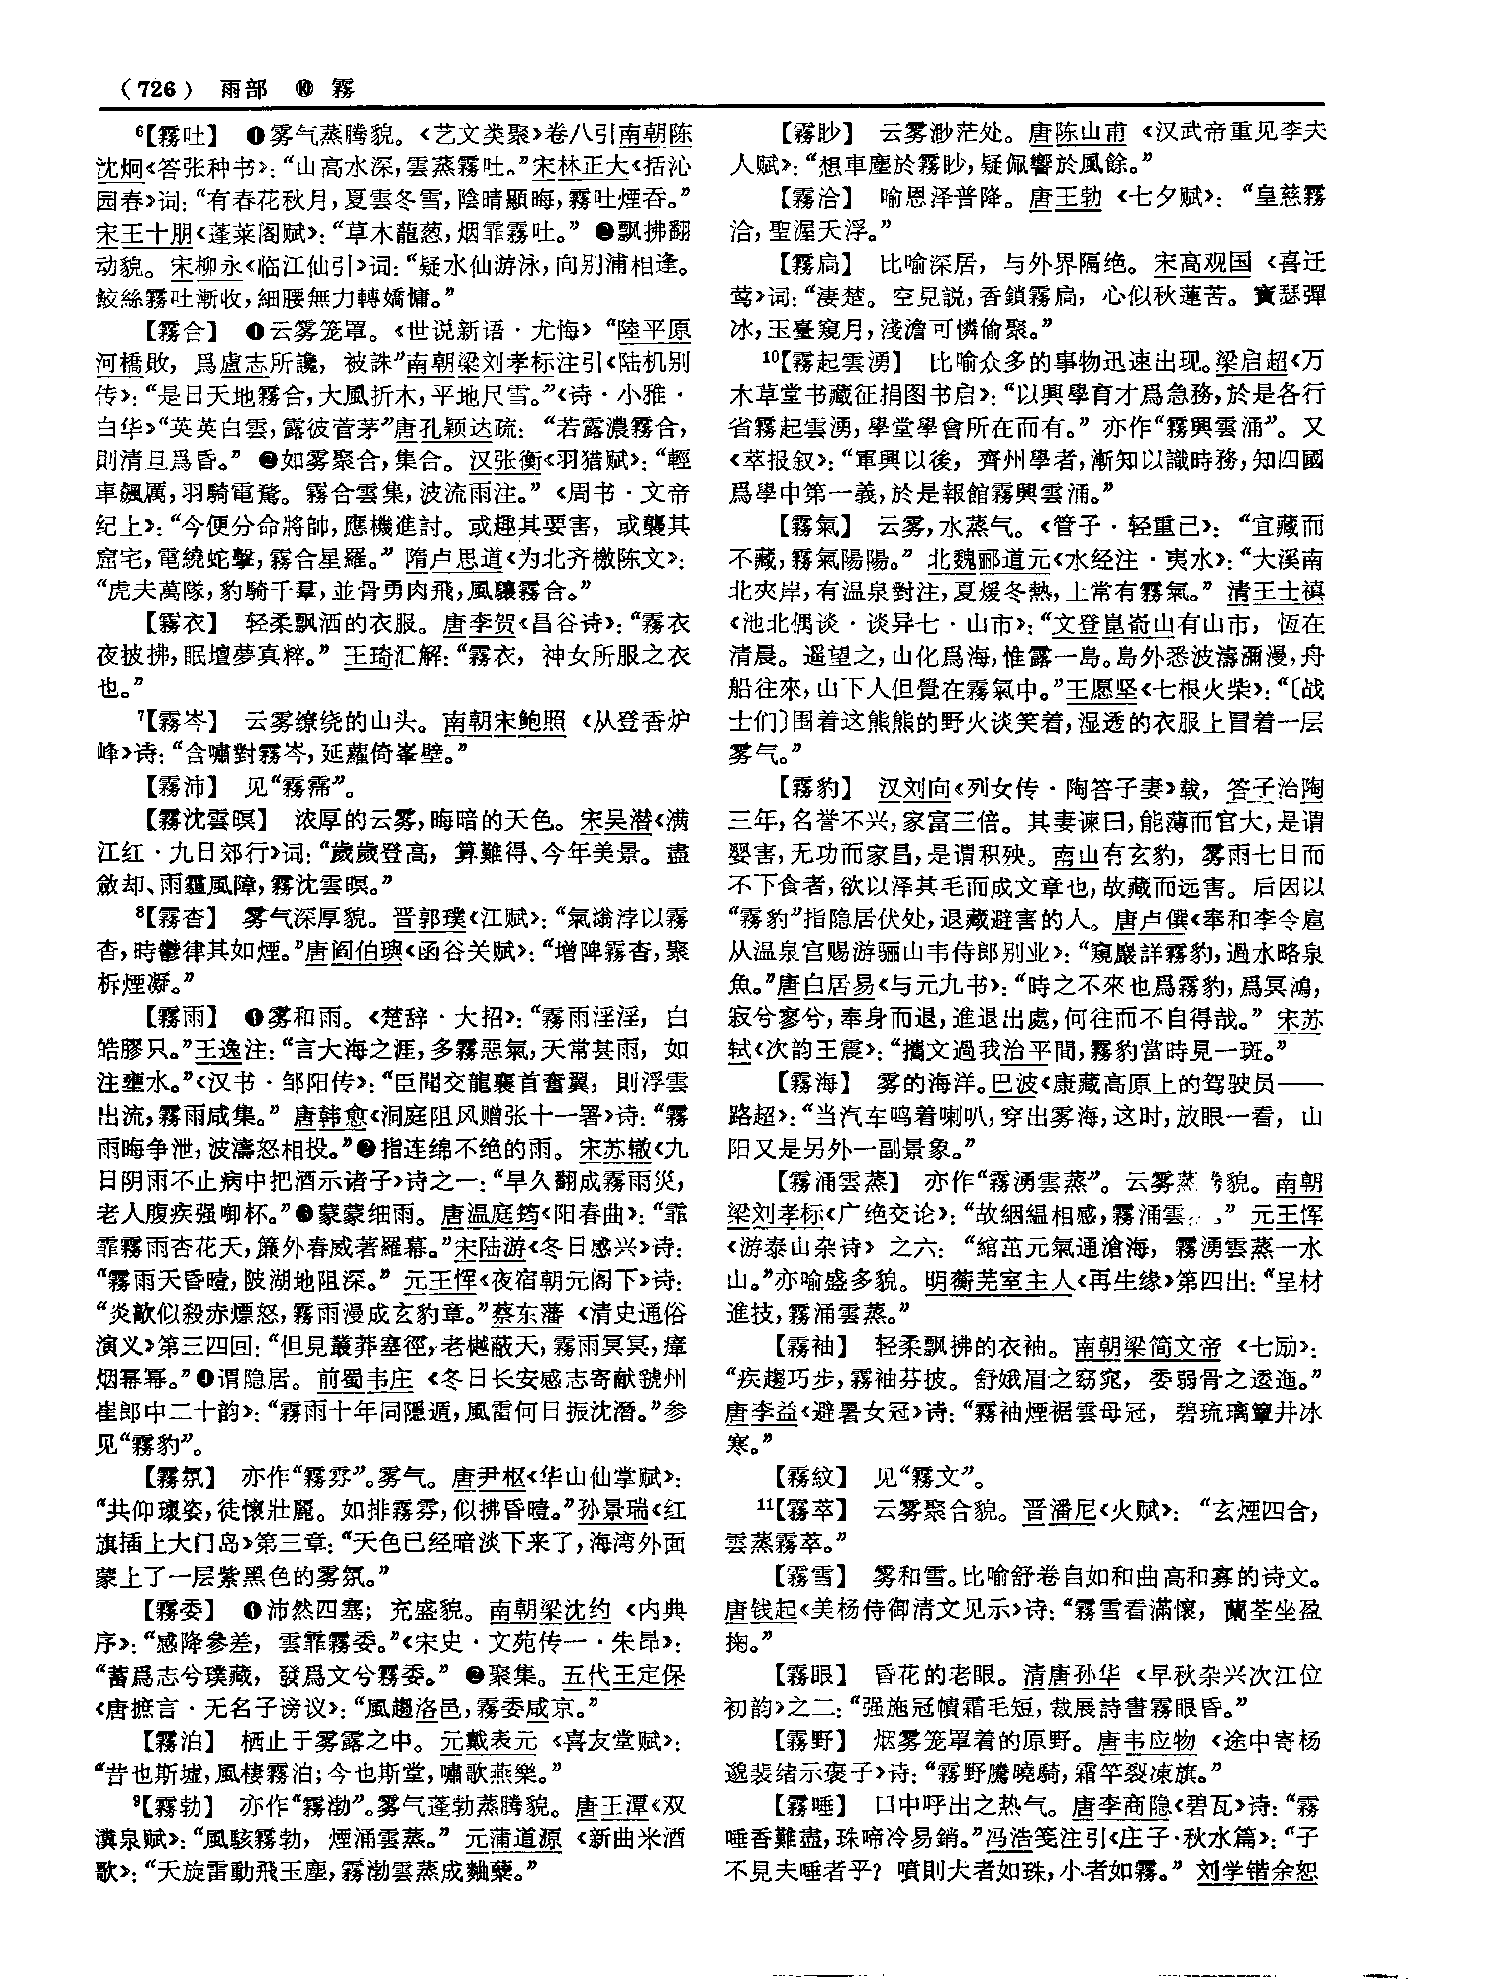 （726） 雨部 ⑩ 霧
⁶【霧吐】 ❶雾气蒸腾貌。《艺文类聚》卷八引南朝陈
沈炯《答张种书》：“山高水深，雲蒸霧吐。”宋林正大《括沁
园春》词：“有春花秋月，夏雲冬雪，陰晴顯晦，霧吐煙吞。”
宋王十朋《蓬莱阁赋》：“草木蘢葱，烟霏霧吐。” ❷飘拂翻
动貌。宋柳永《临江仙引》词：“疑水仙游泳，向别浦相逢。
鮫絲霧吐漸收，細腰無力轉嬌慵。”
【霧合】 ❶云雾笼罩。《世说新语·尤悔》“陸平原
河橋敗，爲盧志所讒，被誅”南朝梁刘孝标注引《陆机别
传》：“是日天地霧合，大風折木，平地尺雪。”《诗·小雅·
白华》“英英白雲，露彼菅茅”唐孔颖达疏：“若露濃霧合，
則清旦爲昏。” ❷如雾聚合，集合。汉张衡《羽猎赋》：“輕
車飆厲，羽騎電騖。霧合雲集，波流雨注。”《周书·文帝
纪上》：“今便分命將帥，應機進討。或趣其要害，或襲其
窟宅，電繞蛇擊，霧合星羅。” 隋卢思道《为北齐檄陈文》：
“虎夫萬隊，豹騎千羣，並骨勇肉飛，風驤霧合。”
【霧衣】 轻柔飘洒的衣服。唐李贺《昌谷诗》：“霧衣
夜披拂，眠壇夢真粹。” 王琦汇解：“霧衣，神女所服之衣
也。”
⁷【霧岑】 云雾缭绕的山头。南朝宋鲍照《从登香炉
峰》诗：“含嘯對霧岑，延蘿倚峯壁。”
【霧沛】 见“霧霈”。
【霧沈雲暝】 浓厚的云雾，晦暗的天色。宋吴潜《满
江红·九日郊行》词：“歲歲登高，算難得、今年美景。盡
斂却、雨霾風障，霧沈雲暝。”
⁸【霧杳】 雾气深厚貌。晋郭璞《江赋》：“氣滃浡以霧
杳，時鬱律其如煙。”唐阎伯璵《函谷关赋》：“增陴霧杳，聚
柝煙凝。”
【霧雨】 ❶雾和雨。《楚辞·大招》：“霧雨淫淫，白
皓膠只。”王逸注：“言大海之涯，多霧惡氣，天常甚雨，如
注壅水。”《汉书·邹阳传》：“臣聞交龍襄首奮翼，則浮雲
出流，霧雨咸集。” 唐韩愈《洞庭阻风赠张十一署》诗：“霧
雨晦争泄，波濤怒相投。”❷指连绵不绝的雨。宋苏辙《九
日阴雨不止病中把酒示诸子》诗之一：“旱久翻成霧雨災，
老人腹疾强啣杯。”❸蒙蒙细雨。唐温庭筠《阳春曲》：“霏
霏霧雨杏花天，簾外春威著羅幕。”宋陆游《冬日感兴》诗：
“霧雨天昏曀，陂湖地阻深。” 元王恽《夜宿朝元阁下》诗：
“炎歊似殺赤熛怒，霧雨漫成玄豹章。”蔡东藩《清史通俗
演义》第三四回：“但見叢莽塞徑，老樾蔽天，霧雨冥冥，瘴
烟幂幂。”❹谓隐居。前蜀韦庄《冬日长安感志寄献虢州
崔郎中二十韵》：“霧雨十年同隱遁，風雷何日振沈潛。”参
见“霧豹”。
【霧氛】 亦作“霧雰”。雾气。唐尹枢《华山仙掌赋》：
“共仰瓌姿，徒懷壯麗。如排霧雰，似拂昏曀。”孙景瑞《红
旗插上大门岛》第三章：“天色已经暗淡下来了，海湾外面
蒙上了一层紫黑色的雾氛。”
【霧委】 ❶沛然四塞；充盛貌。南朝梁沈约《内典
序》：“感降參差，雲霏霧委。”《宋史·文苑传一·朱昂》：
“蓄爲志兮璞藏，發爲文兮霧委。” ❷聚集。五代王定保
《唐摭言·无名子谤议》：“風趨洛邑，霧委咸京。”
【霧泊】 栖止于雾露之中。元戴表元《喜友堂赋》：
“昔也斯墟，風棲霧泊；今也斯堂，嘯歌燕樂。”
⁹【霧勃】 亦作“霧渤”。雾气蓬勃蒸腾貌。唐王潭《双
瀵泉赋》：“風駭霧勃，煙涌雲蒸。” 元蒲道源《新曲米酒
歌》：“天旋雷動飛玉塵，霧渤雲蒸成麯糵。”
【霧眇】 云雾渺茫处。唐陈山甫《汉武帝重见李夫
人赋》：“想車塵於霧眇，疑佩響於風餘。”
【霧洽】 喻恩泽普降。唐王勃《七夕赋》：“皇慈霧
洽，聖渥天浮。”
【霧扃】 比喻深居，与外界隔绝。宋高观国《喜迁
莺》词：“淒楚。空見説，香鎖霧扃，心似秋蓮苦。寶瑟彈
冰，玉臺窺月，淺澹可憐偷聚。”
¹⁰【霧起雲湧】 比喻众多的事物迅速出现。梁启超《万
木草堂书藏征捐图书启》：“以興學育才爲急務，於是各行
省霧起雲湧，學堂學會所在而有。” 亦作“霧興雲涌”。又
《萃报叙》：“軍興以後，齊州學者，漸知以識時務，知四國
爲學中第一義，於是報館霧興雲涌。”
【霧氣】 云雾，水蒸气。《管子·轻重己》：“宜藏而
不藏，霧氣陽陽。” 北魏郦道元《水经注·夷水》：“大溪南
北夾岸，有温泉對注，夏煖冬熱，上常有霧氣。” 清王士禛
《池北偶谈·谈异七·山市》：“文登崑嵛山有山市，恆在
清晨。遥望之，山化爲海，惟露一島。島外悉波濤瀰漫，舟
船往來，山下人但覺在霧氣中。”王愿坚《七根火柴》：“〔战
士们〕围着这熊熊的野火谈笑着，湿透的衣服上冒着一层
雾气。”
【霧豹】 汉刘向《列女传·陶答子妻》载，答子治陶
三年，名誉不兴，家富三倍。其妻谏曰，能薄而官大，是谓
婴害，无功而家昌，是谓积殃。南山有玄豹，雾雨七日而
不下食者，欲以泽其毛而成文章也，故藏而远害。后因以
“霧豹”指隐居伏处，退藏避害的人。唐卢僎《奉和李令扈
从温泉宫赐游骊山韦侍郎别业》：“窺巖詳霧豹，過水略泉
魚。”唐白居易《与元九书》：“時之不來也爲霧豹，爲冥鴻，
寂兮寥兮，奉身而退，進退出處，何往而不自得哉。” 宋苏
轼《次韵王震》：“攜文過我治平間，霧豹當時見一斑。”
【霧海】 雾的海洋。巴波《康藏高原上的驾驶员——
路超》：“当汽车鸣着喇叭，穿出雾海，这时，放眼一看，山
阳又是另外一副景象。”
【霧涌雲蒸】 亦作“霧湧雲蒸”。云雾蒸 貌。南朝
梁刘孝标《广绝交论》：“故絪縕相感，霧涌雲 ” 元王恽
《游泰山杂诗》之六：“綰茁元氣通滄海，霧湧雲蒸一水
山。”亦喻盛多貌。明蘅芜室主人《再生缘》第四出：“呈材
進技，霧涌雲蒸。”
【霧袖】 轻柔飘拂的衣袖。南朝梁简文帝《七励》：
“疾趨巧步，霧袖芬披。舒娥眉之窈窕，委弱骨之逶迤。”
唐李益《避暑女冠》诗：“霧袖煙裾雲母冠，碧琉璃簟井冰
寒。”
【霧紋】 见“霧文”。
¹¹【霧萃】 云雾聚合貌。晋潘尼《火赋》：“玄煙四合，
雲蒸霧萃。”
【霧雪】 雾和雪。比喻舒卷自如和曲高和寡的诗文。
唐钱起《美杨侍御清文见示》诗：“霧雪看滿懷，蘭荃坐盈
掬。”
【霧眼】 昏花的老眼。清唐孙华《早秋杂兴次江位
初韵》之二：“强施冠幘霜毛短，裁展詩書霧眼昏。”
【霧野】 烟雾笼罩着的原野。唐韦应物《途中寄杨
邈裴绪示褒子》诗：“霧野騰曉騎，霜竿裂凍旗。”
【霧唾】 口中呼出之热气。唐李商隐《碧瓦》诗：“霧
唾香難盡，珠啼冷易銷。”冯浩笺注引《庄子·秋水篇》：“子
不見夫唾者乎？噴則大者如珠，小者如霧。” 刘学锴余恕